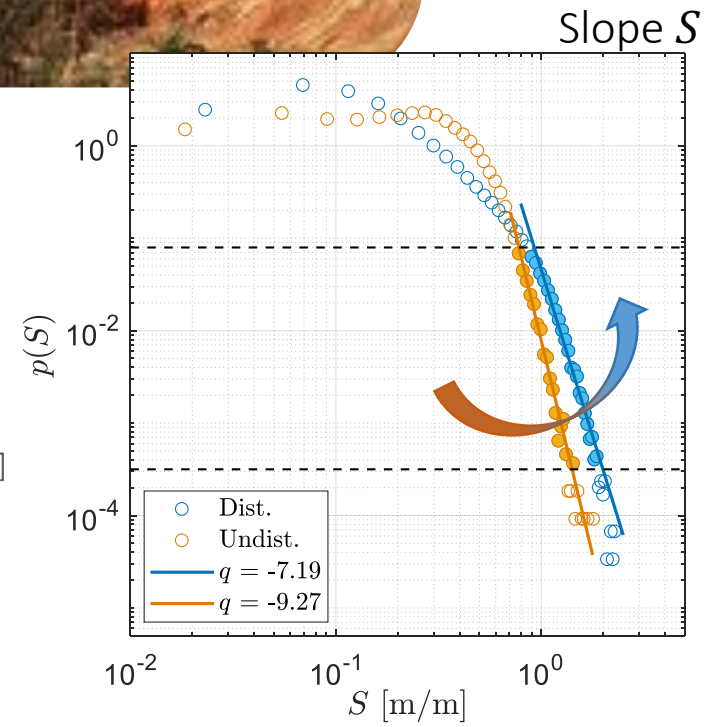 Slope S
10^0
10^-2
10^-4
p(S)
]
Dist.
Undist.
q = -7.19
q = -9.27
10^-2
10^-1
10^0
S [m/m]